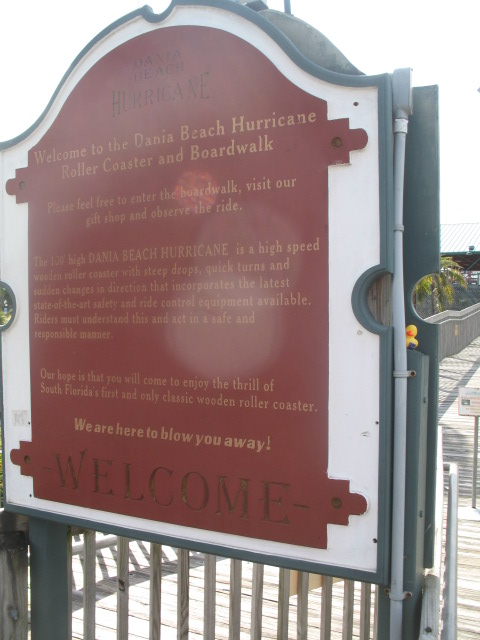 DANIA
BEACH
HURRICANE
Welcome to the Dania Beach Hurricane
Roller Coaster and Boardwalk
Please feel free to enter the boardwalk, visit our
gift shop and observe the ride.
The 100' high DANIA BEACH HURRICANE is a high speed
wooden roller coaster with steep drops, quick turns and
sudden changes in direction that incorporates the latest
state-of-the-art safety and ride control equipment available.
Riders must understand this and act in a safe and
responsible manner.
Our hope is that you will come to enjoy the thrill of
South Florida's first and only classic wooden roller coaster.
We are here to blow you away!
-WELCOME-